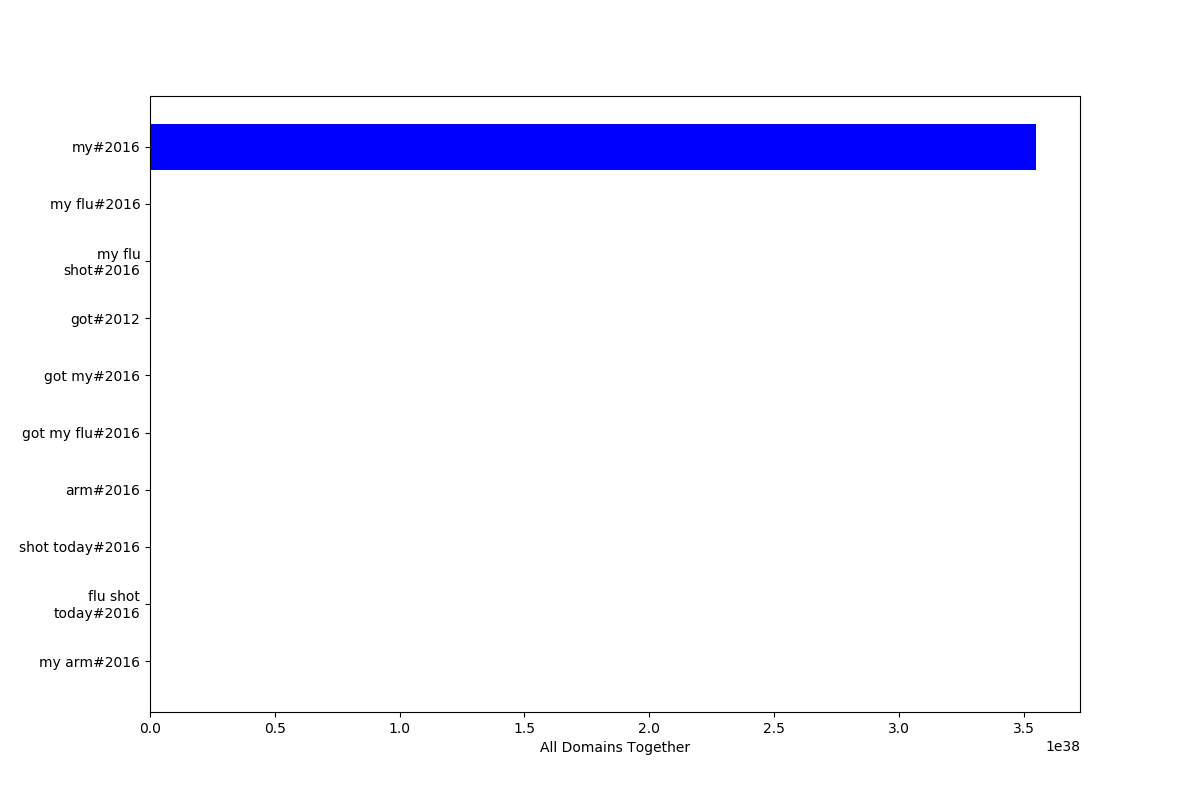 my#2016
my flu#2016
my flu
shot#2016
got#2012
got my#2016
got my flu#2016
arm#2016
shot today#2016
flu shot
today#2016
my arm#2016
0.0 0.5 1.0 1.5 2.0 2.5 3.0 3.5
1e38
All Domains Together